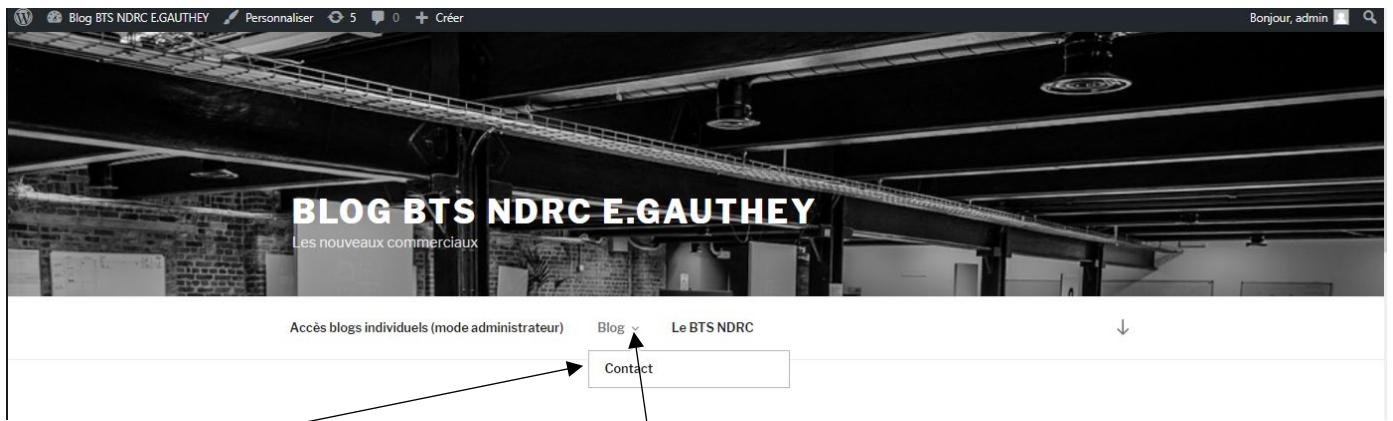 Blog BTS NDRC E.GAUTHEY Personnaliser 5 0 + Créer Bonjour, admin
BLOG BTS NDRC E.GAUTHEY
Les nouveaux commerciaux
Accès blogs individuels (mode administrateur) Blog Le BTS NDRC
Contact